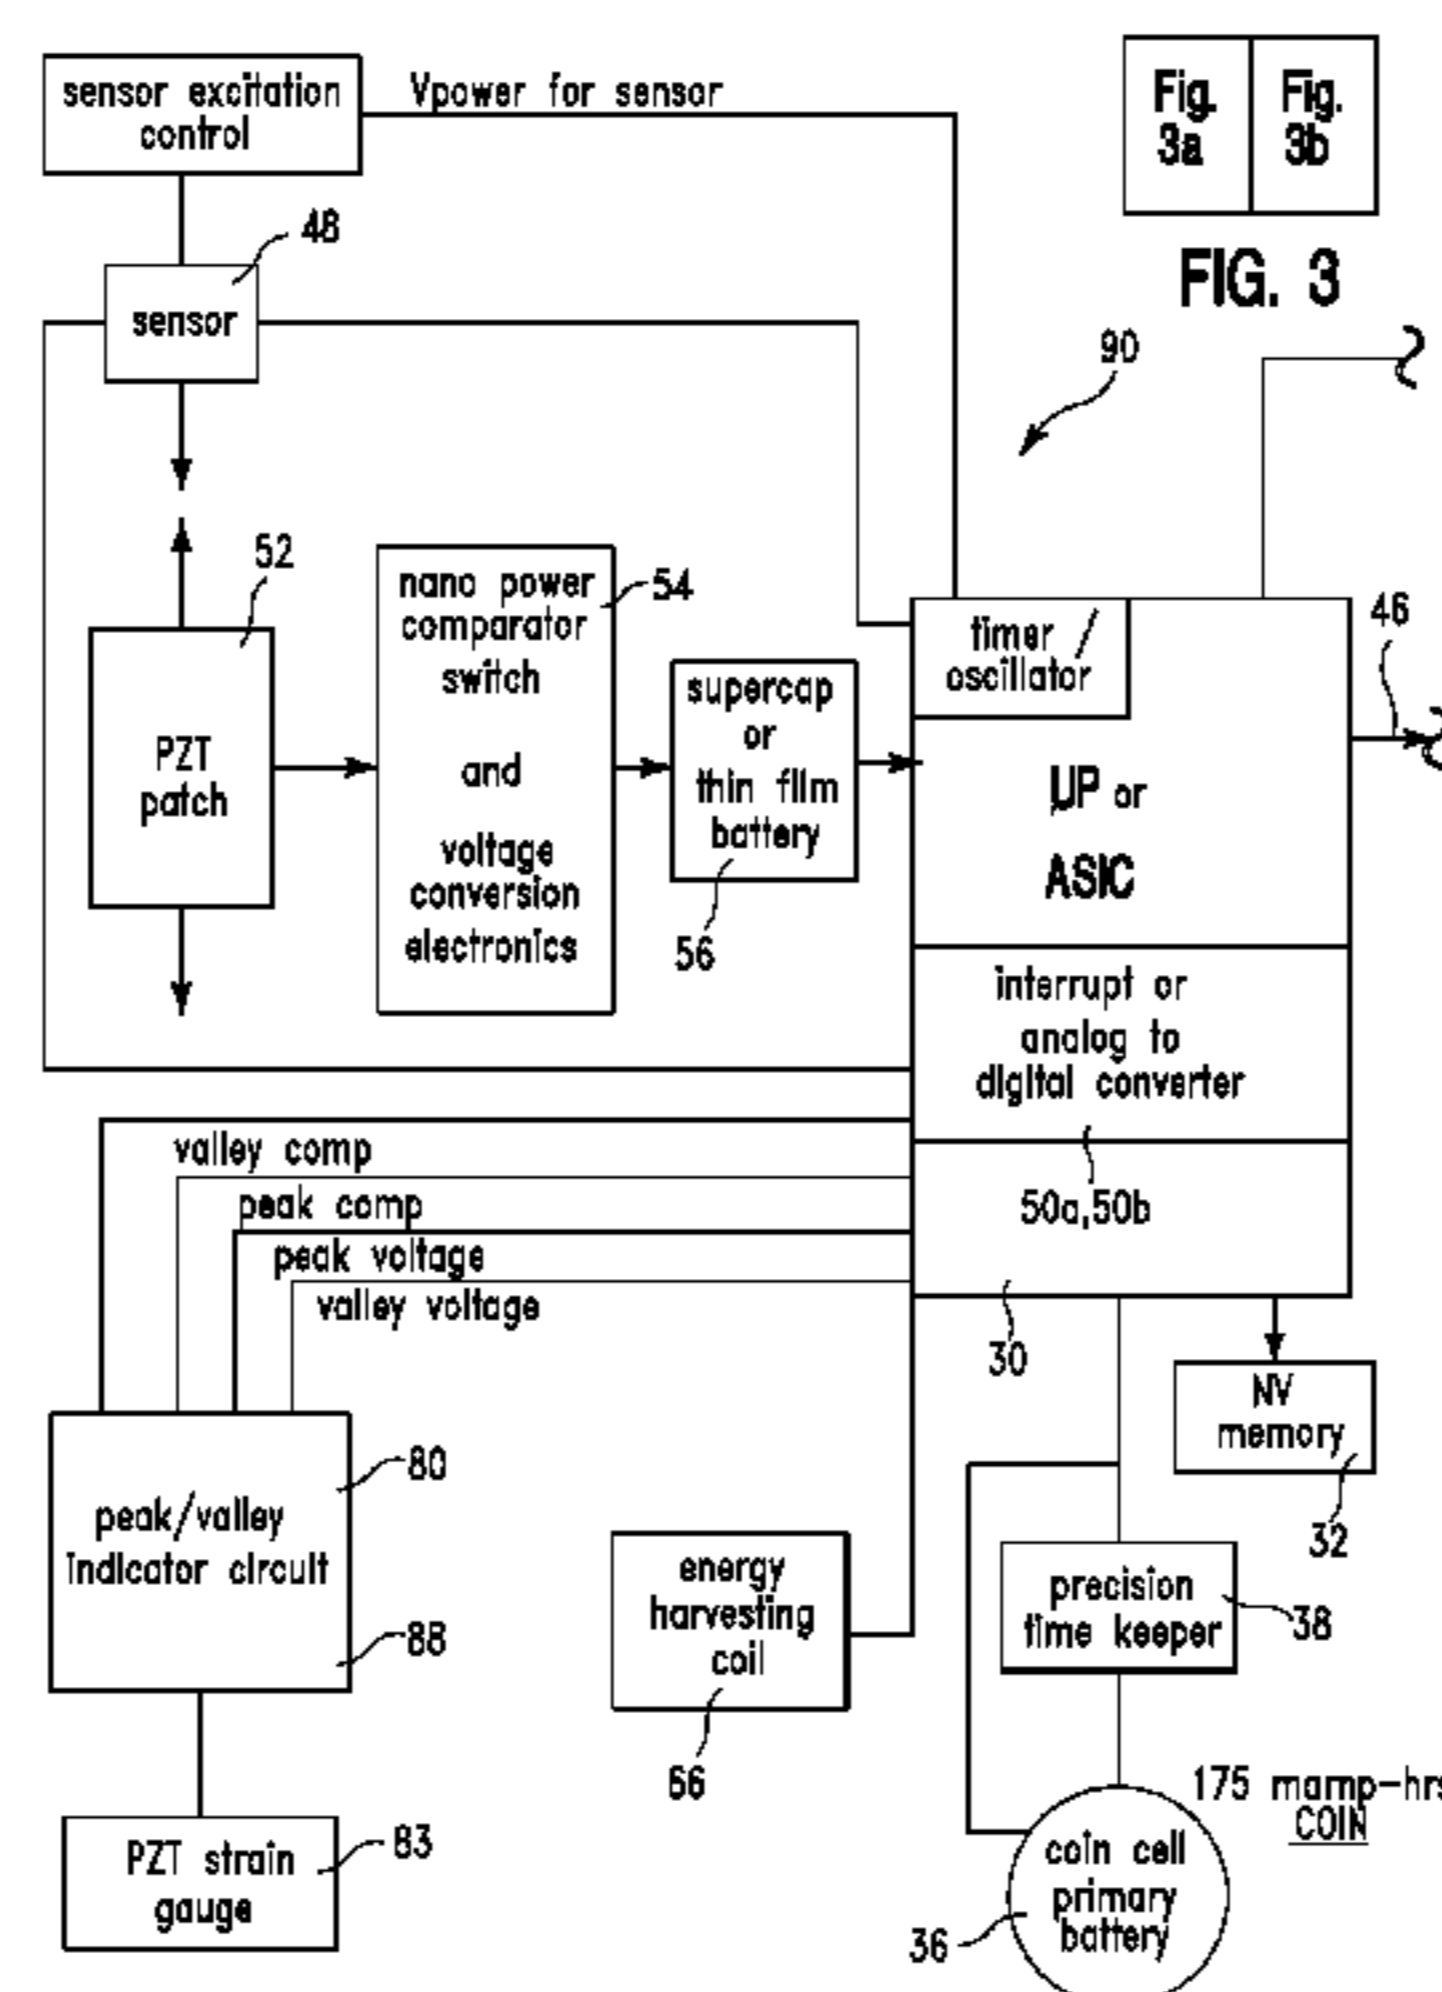 sensor excitation
control
Vpower for sensor
Fig.
3a
Fig.
3b
FIG. 3
48
sensor
90
52
nano power
comparator
switch
and
voltage
conversion
electronics
54
PZT
patch
supercap
or
thin film
battery
56
timer /
oscillator
46
µP or
ASIC
interrupt or
analog to
digital converter
50a,50b
30
valley comp
peak comp
peak voltage
valley voltage
NV
memory
32
80
peak/valley
indicator circuit
88
energy
harvesting
coil
66
precision
time keeper
38
175 mamp-hrs
COIN
PZT strain
gauge
83
coin cell
primary
battery
36